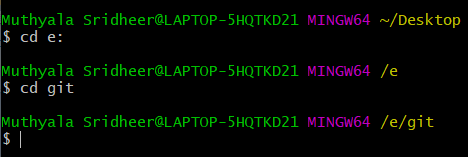 Muthyala Sridheer@LAPTOP-5HQTKD21 MINGW64 ~/Desktop
$ cd e:
Muthyala Sridheer@LAPTOP-5HQTKD21 MINGW64 /e
$ cd git
Muthyala Sridheer@LAPTOP-5HQTKD21 MINGW64 /e/git
$